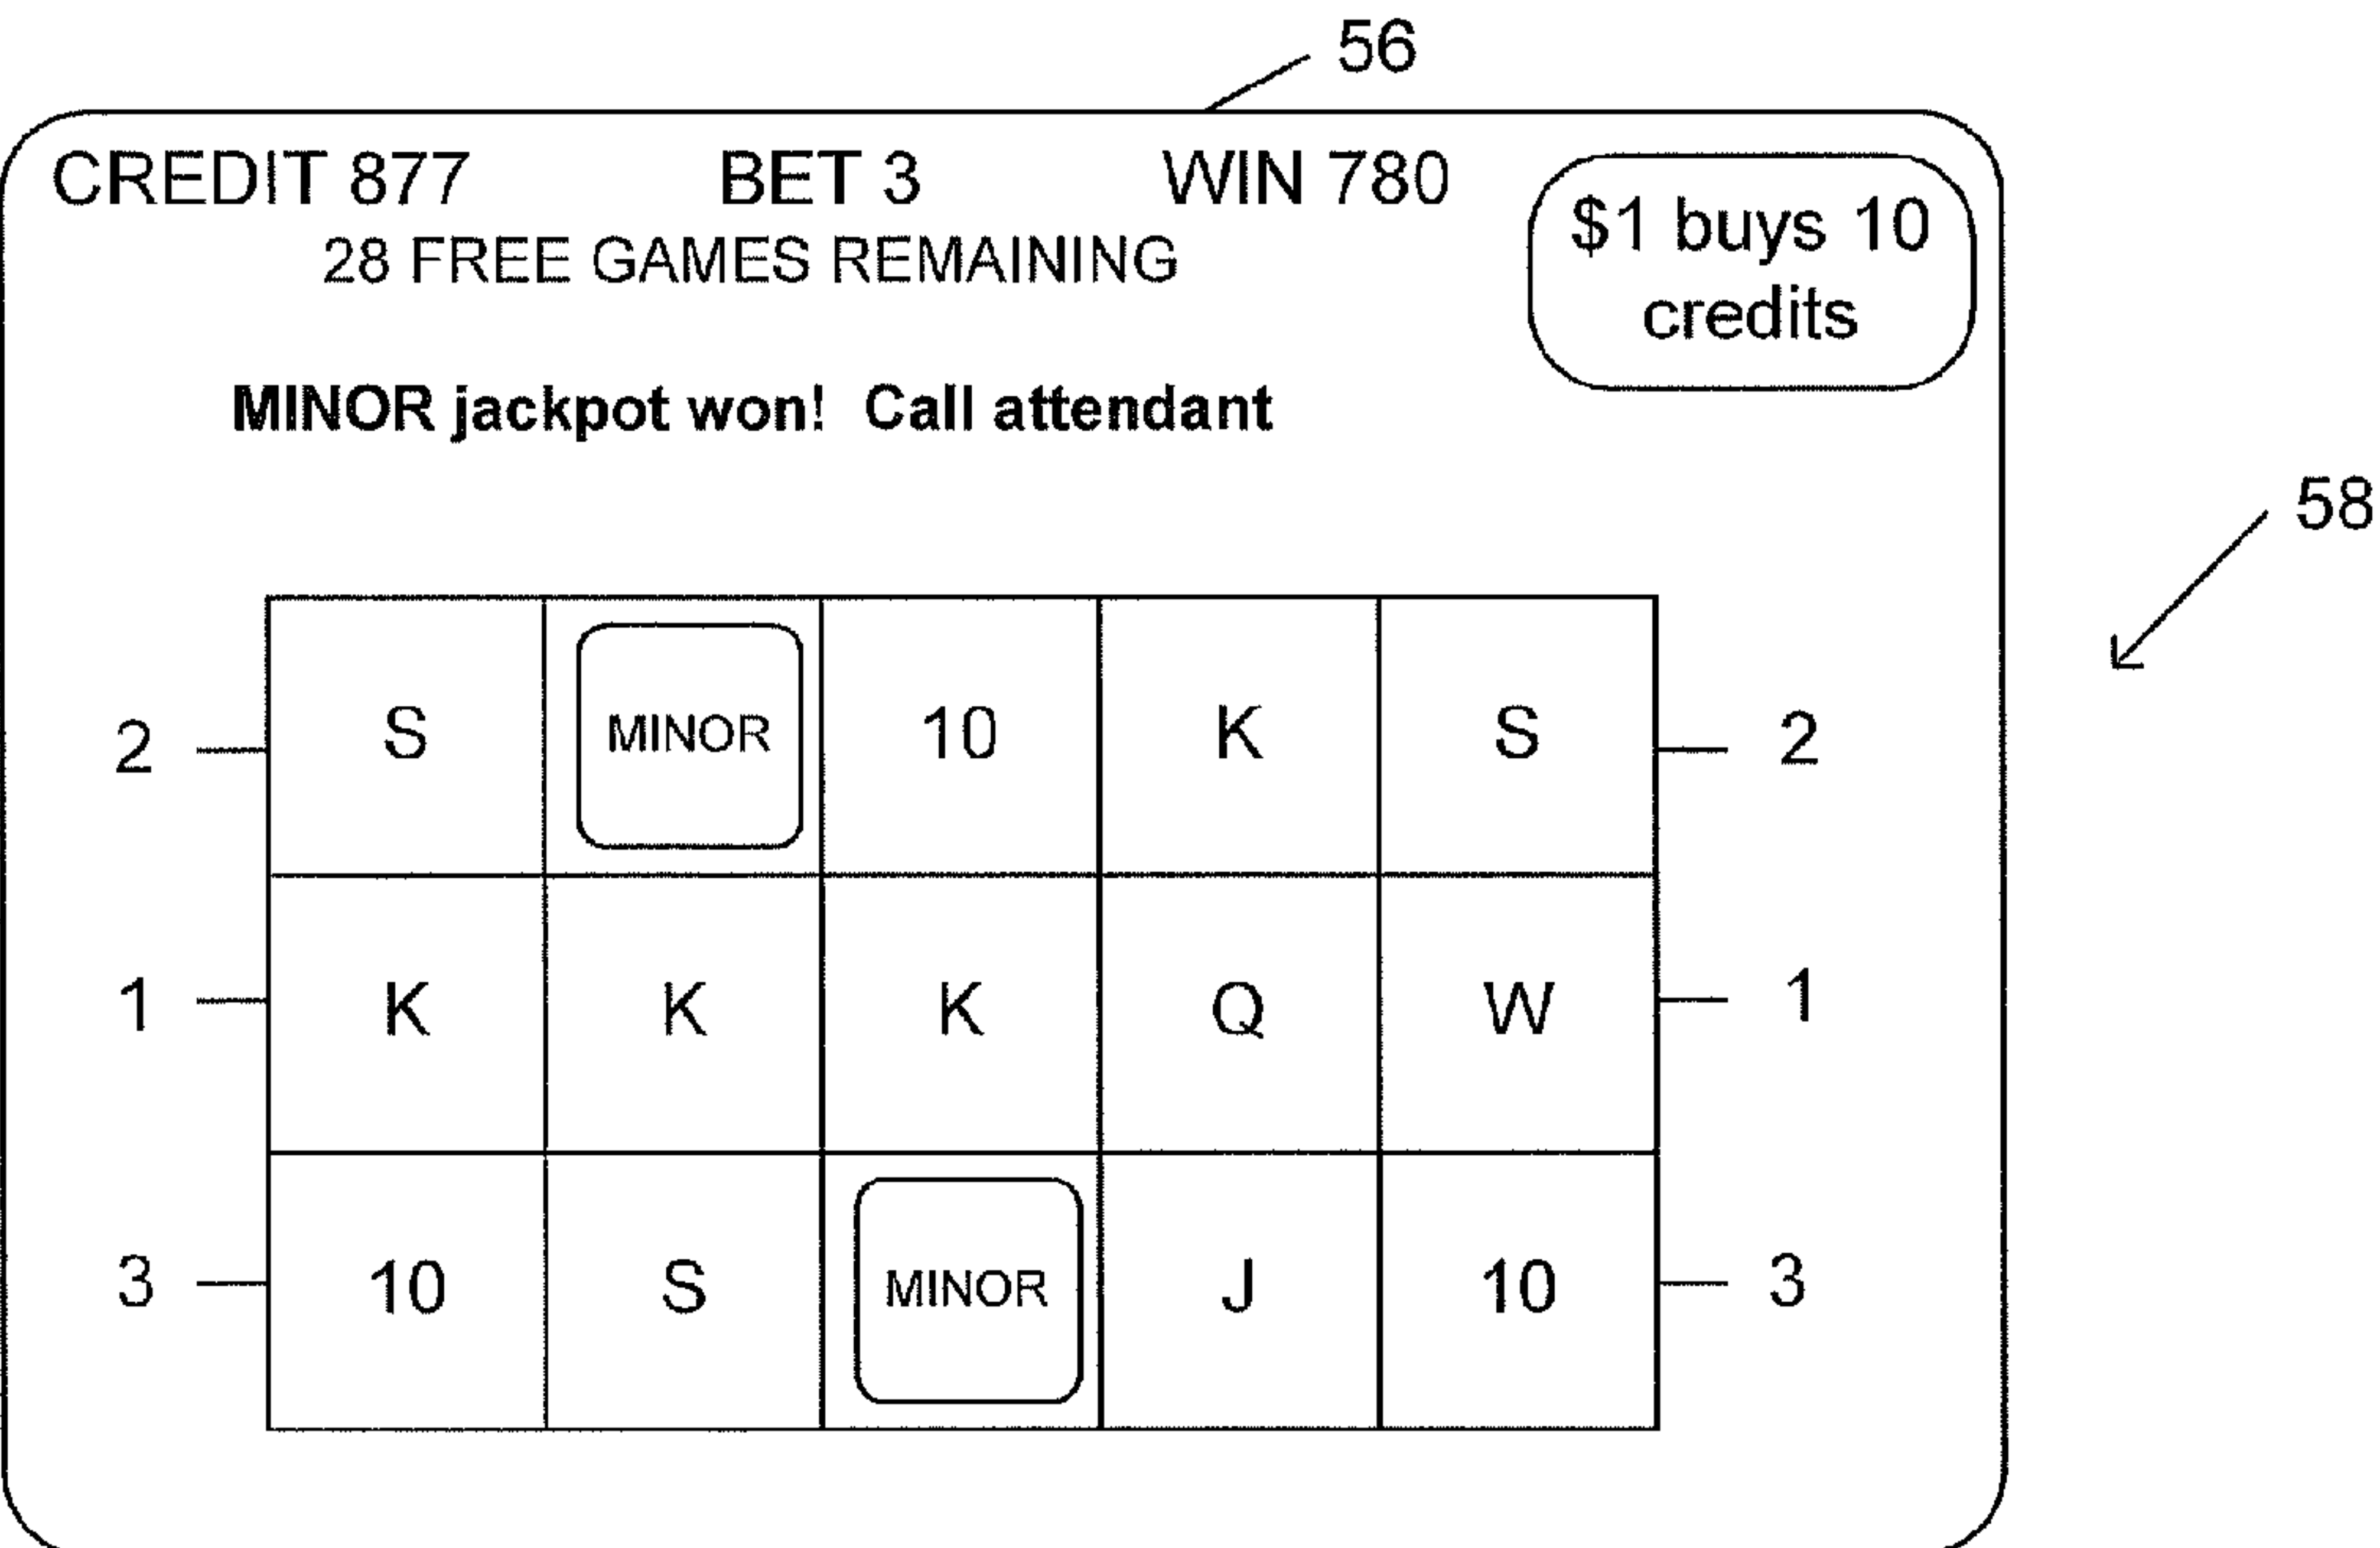 56
CREDIT 877 BET 3 WIN 780
$1 buys 10
credits
28 FREE GAMES REMAINING
MINOR jackpot won! Call attendant
58
2 S MINOR 10 K S 2
1 K K K Q W 1
3 10 S MINOR J 10 3